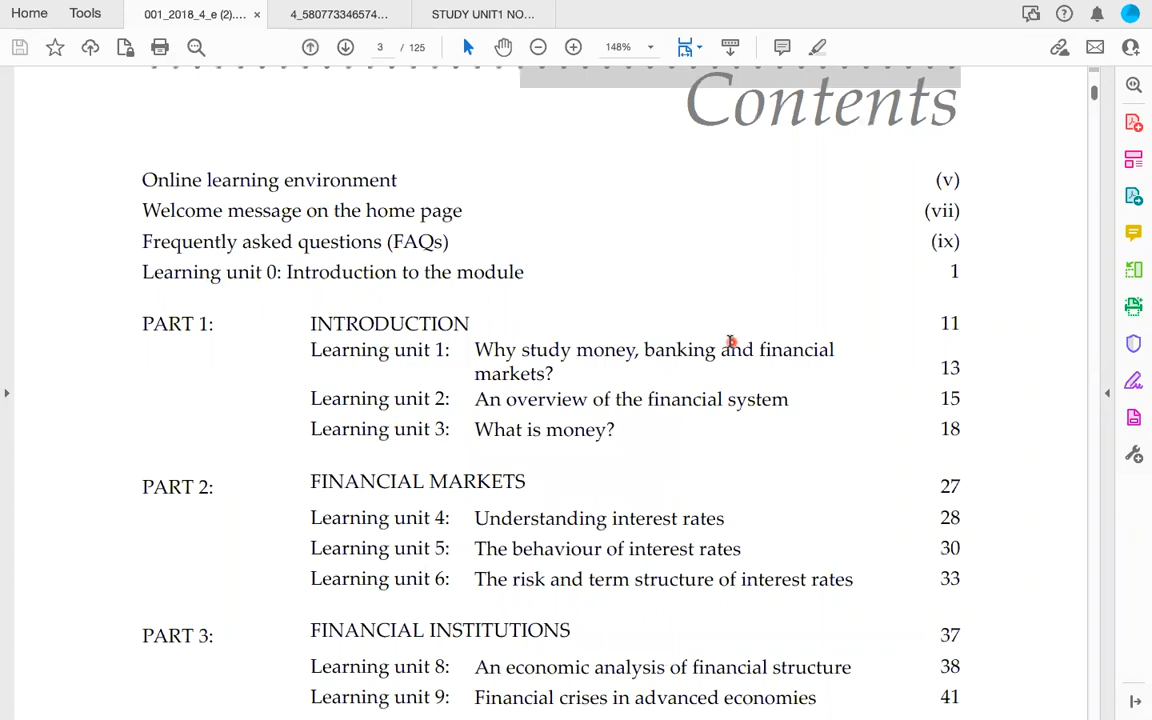 Home Tools 001_2018_4_e (2).... × 4_580773346574... STUDY UNIT1 NO...
3 / 125 148%
Contents
Online learning environment (v)
Welcome message on the home page (vii)
Frequently asked questions (FAQs) (ix)
Learning unit 0: Introduction to the module 1
PART 1: INTRODUCTION 11
Learning unit 1: Why study money, banking and financial
markets? 13
Learning unit 2: An overview of the financial system 15
Learning unit 3: What is money? 18
PART 2: FINANCIAL MARKETS 27
Learning unit 4: Understanding interest rates 28
Learning unit 5: The behaviour of interest rates 30
Learning unit 6: The risk and term structure of interest rates 33
PART 3: FINANCIAL INSTITUTIONS 37
Learning unit 8: An economic analysis of financial structure 38
Learning unit 9: Financial crises in advanced economies 41